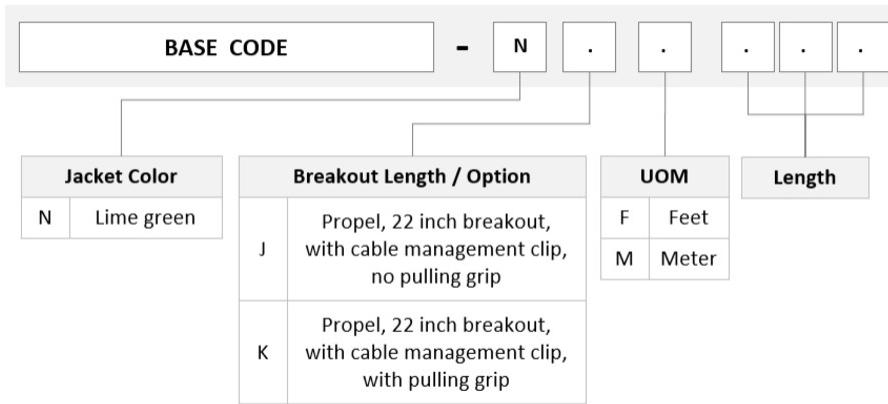 BASE CODE - N . . . . .
Jacket Color
N Lime green
Breakout Length / Option
J Propel, 22 inch breakout,
with cable management clip,
no pulling grip
K Propel, 22 inch breakout,
with cable management clip,
with pulling grip
UOM
F Feet
M Meter
Length